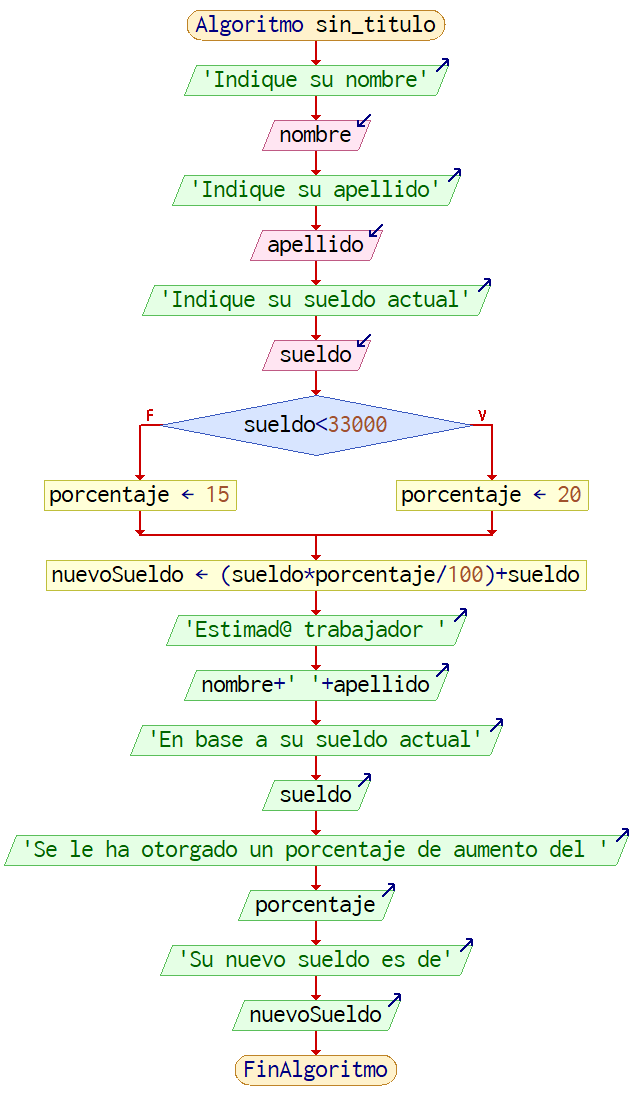 Algoritmo sin_titulo
'Indique su nombre'
nombre
'Indique su apellido'
apellido
'Indique su sueldo actual'
sueldo
F
V
sueldo<33000
porcentaje ← 15
porcentaje ← 20
nuevoSueldo ← (sueldo*porcentaje/100)+sueldo
'Estimad@ trabajador '
nombre+' '+apellido
'En base a su sueldo actual'
sueldo
'Se le ha otorgado un porcentaje de aumento del '
porcentaje
'Su nuevo sueldo es de'
nuevoSueldo
FinAlgoritmo